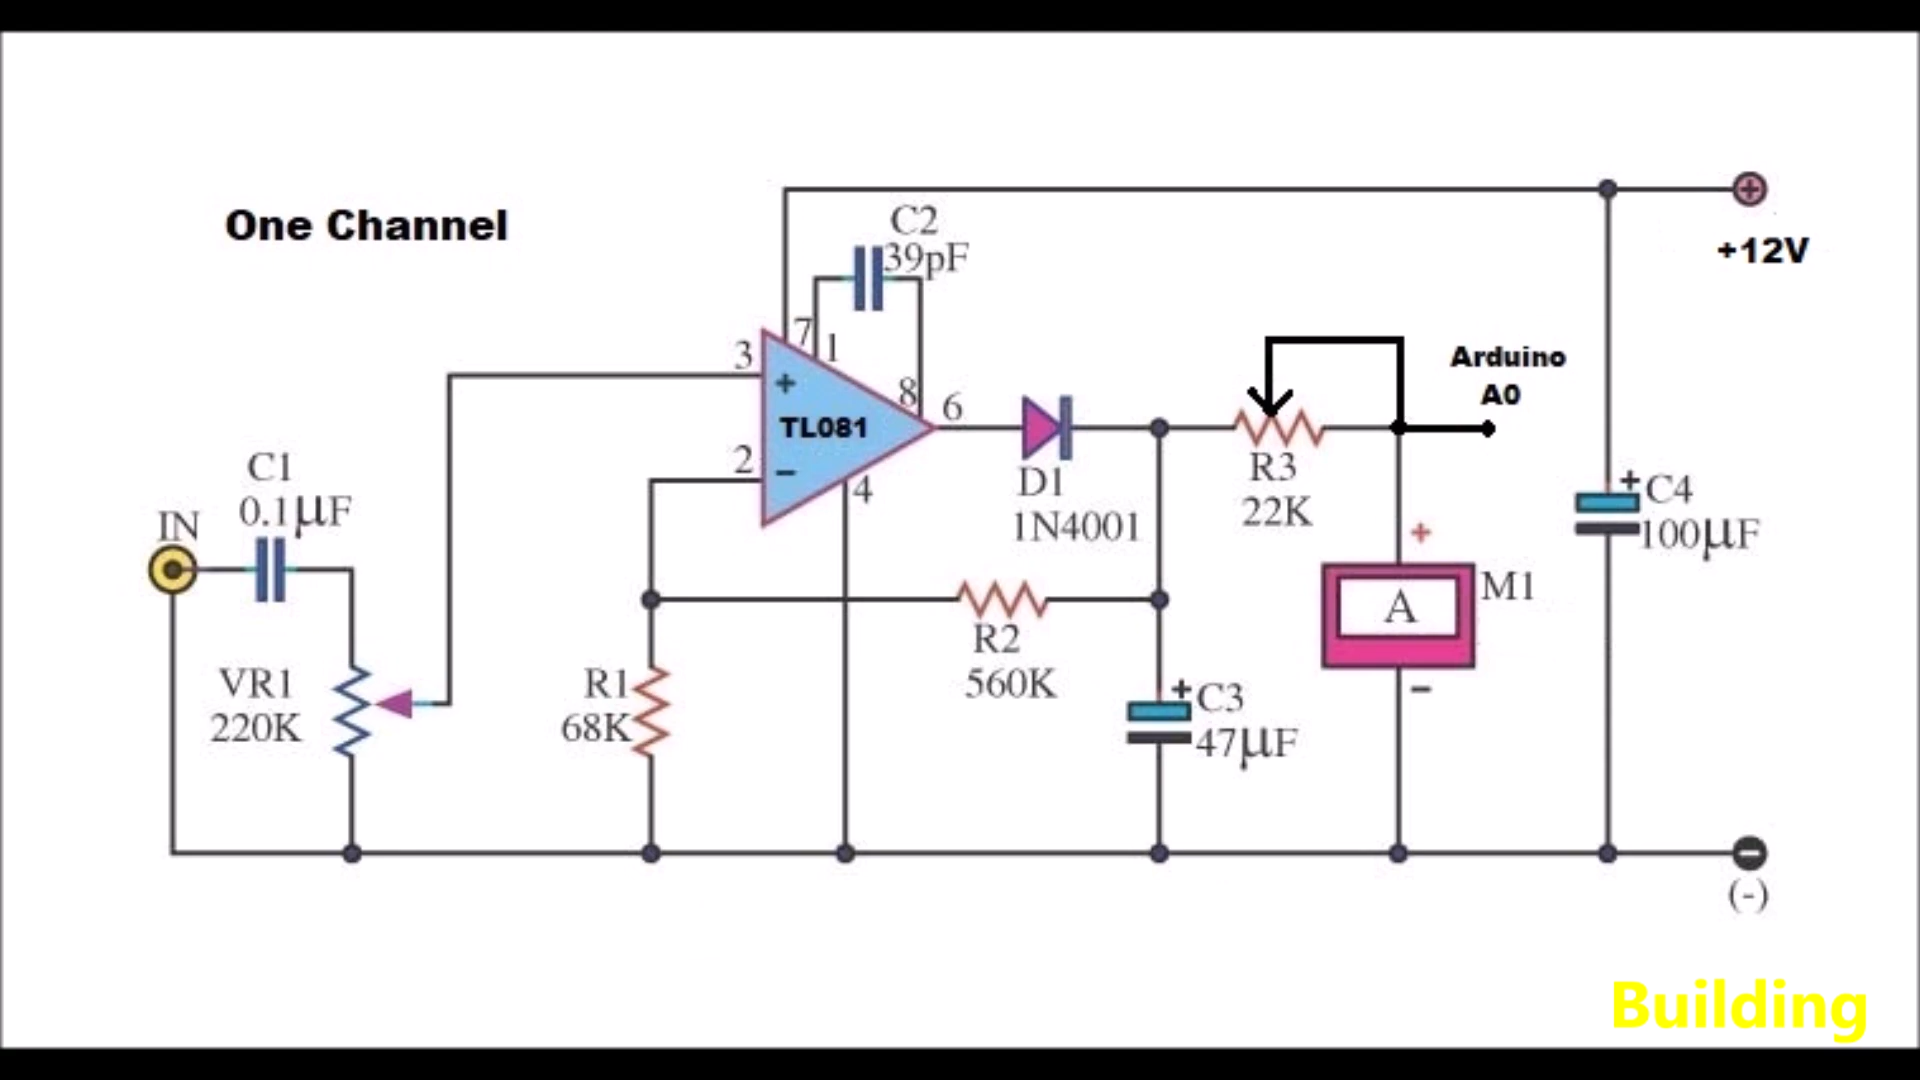 One Channel
+12V
C2
39pF
7
1
3
+
8
6
TL081
2
−
4
Arduino
A0
D1
1N4001
R3
22K
+
C4
100µF
IN
C1
0.1µF
+
A
M1
−
R2
560K
VR1
220K
R1
68K
+
C3
47µF
(-)
Building